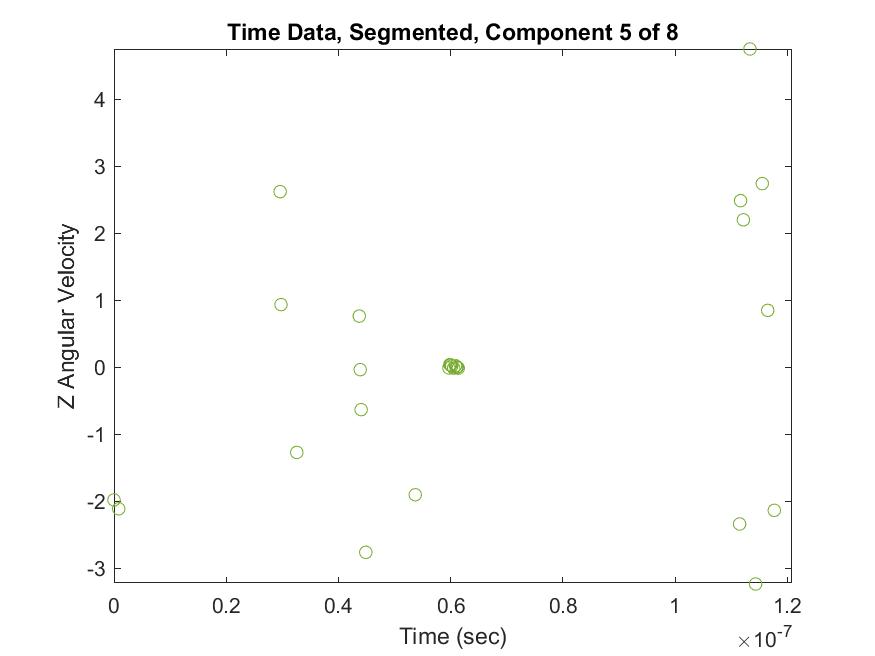 Time Data, Segmented, Component 5 of 8
4
3
2
1
0
-1
-2
-3
Z Angular Velocity
0 0.2 0.4 0.6 0.8 1 1.2
Time (sec)
×10-7